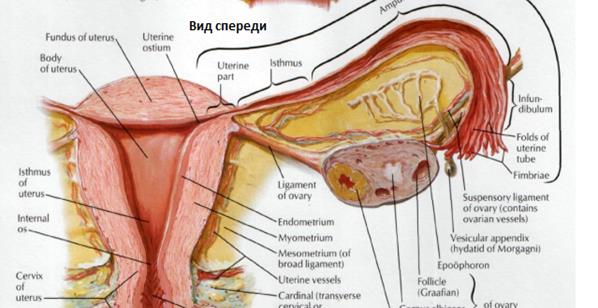 Вид спереди
Fundus of uterus
Body
of uterus
Uterine
ostium
Uterine
part
Isthmus
Infun-
dibulum
Folds of
uterine
tube
Fimbriae
Ligament
of ovary
Suspensory ligament
of ovary (contains
ovarian vessels)
Vesicular appendix
(hydatid of Morgagni)
Epoöphoron
Follicle
(Graafian)
of ovary
Isthmus
of
uterus
Internal
os
Endometrium
Myometrium
Mesometrium (of
broad ligament)
Uterine vessels
Cardinal (transverse
Cervix
of
uterus